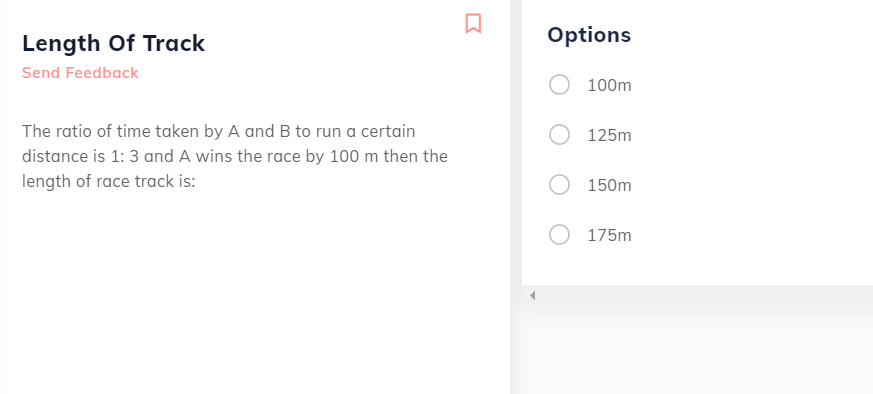 Length Of Track
Send Feedback
The ratio of time taken by A and B to run a certain
distance is 1: 3 and A wins the race by 100 m then the
length of race track is:
Options
100m
125m
150m
175m